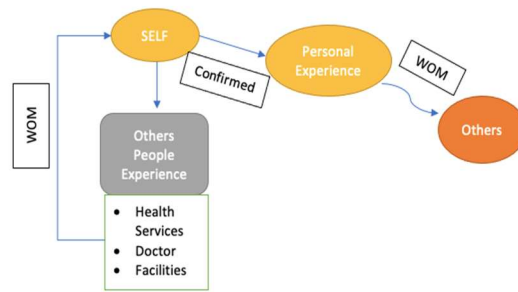 SELF
Personal
Experience
WOM
Confirmed
WOM
Others
People
Experience
Others
• Health
Services
• Doctor
• Facilities